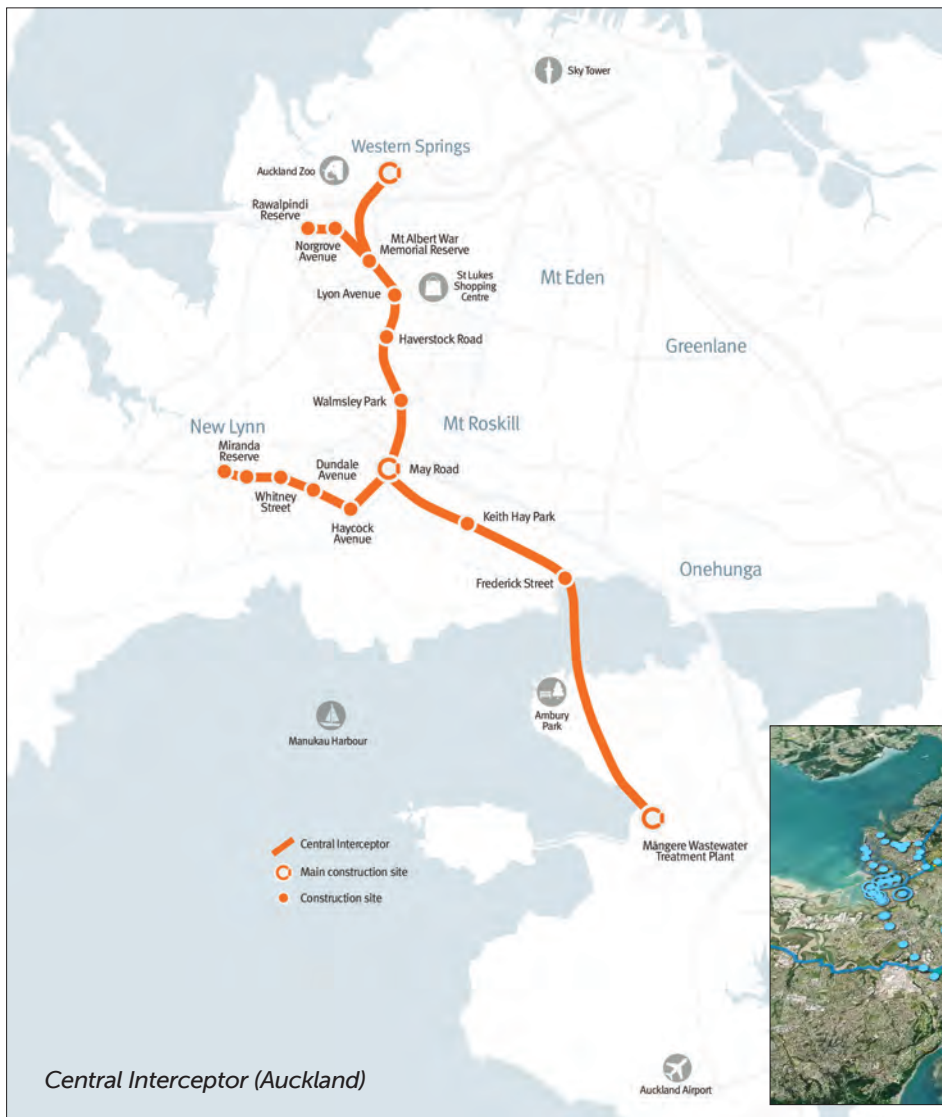 Sky Tower
Western Springs
Auckland Zoo
Rawalpindi
Reserve
Norgrove
Avenue
Mt Albert War
Memorial Reserve
St Lukes
Shopping
Centre
Mt Eden
Lyon Avenue
Haverstock Road
Greenlane
Walmsley Park
Mt Roskill
New Lynn
Miranda
Reserve
Dundale
Avenue
May Road
Whitney
Street
Haycock
Avenue
Keith Hay Park
Onehunga
Frederick Street
Ambury
Park
Manukau Harbour
Central Interceptor
Main construction site
Construction site
Māngere Wastewater
Treatment Plant
Central Interceptor (Auckland)
Auckland Airport